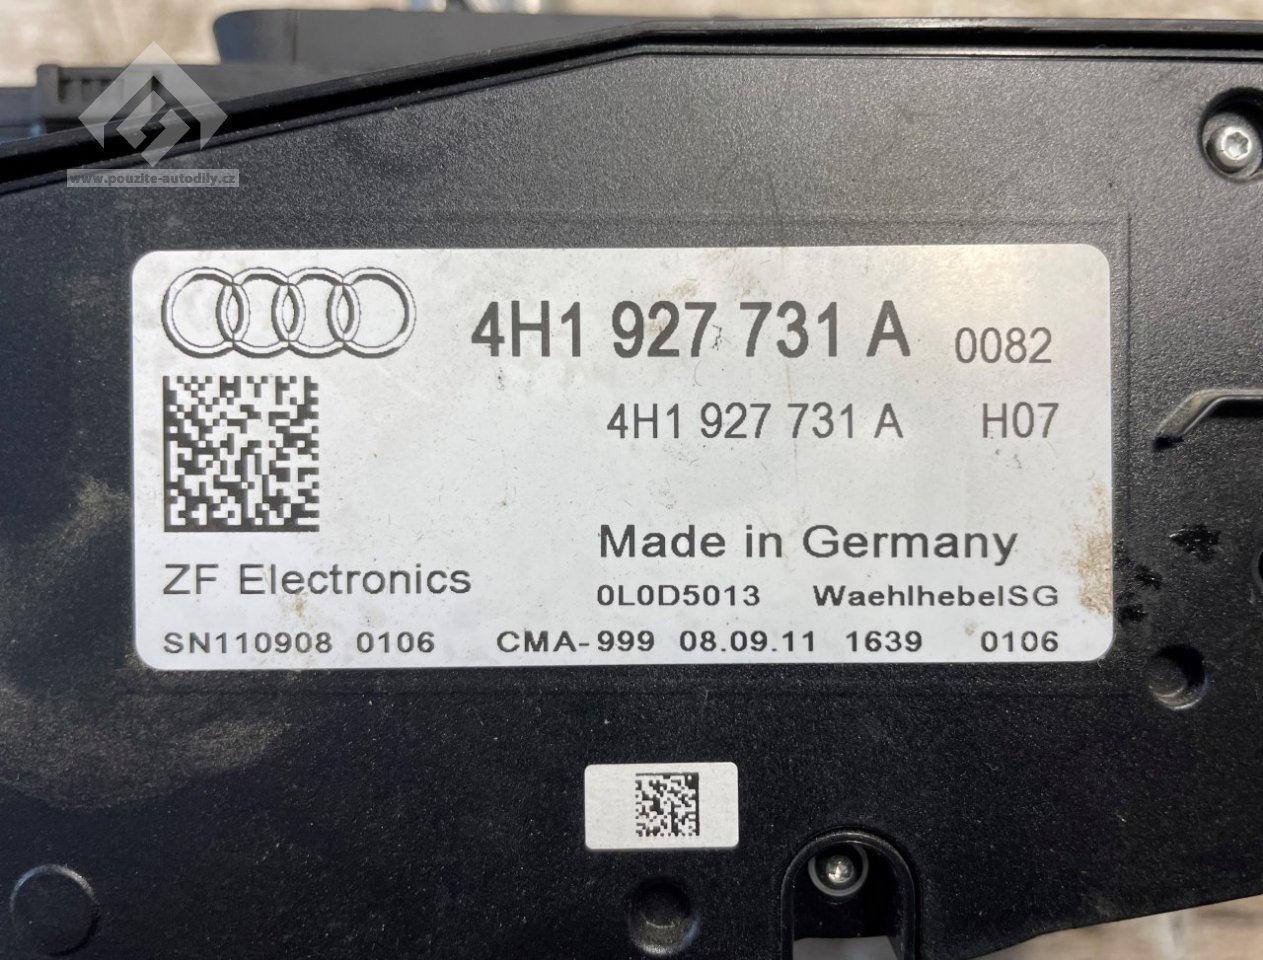 www.pouzite-autodily.cz
4H1 927 731 A 0082
4H1 927 731 A H07
Made in Germany
ZF Electronics
0L0D5013 WaehlhebelSG
SN110908 0106 CMA-999 08.09.11 1639 0106